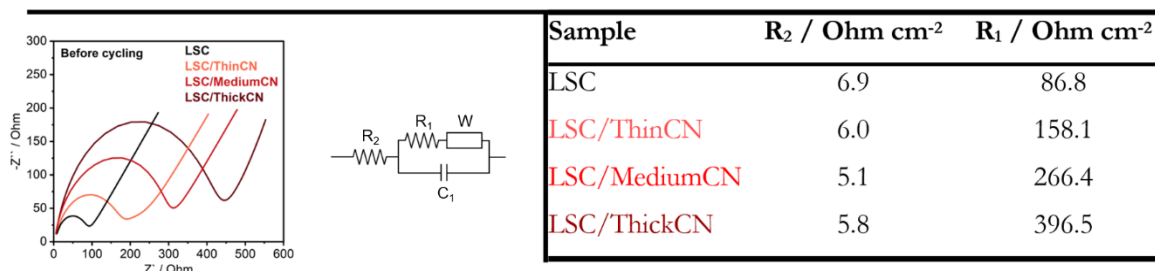 Before cycling
LSC
LSC/ThinCN
LSC/MediumCN
LSC/ThickCN
300
250
200
150
100
50
0
-Z`` / Ohm
0 100 200 300 400 500 600
Z` / Ohm
R₂
R₁
W
C₁
Sample R₂ / Ohm cm⁻² R₁ / Ohm cm⁻²
LSC 6.9 86.8
LSC/ThinCN 6.0 158.1
LSC/MediumCN 5.1 266.4
LSC/ThickCN 5.8 396.5